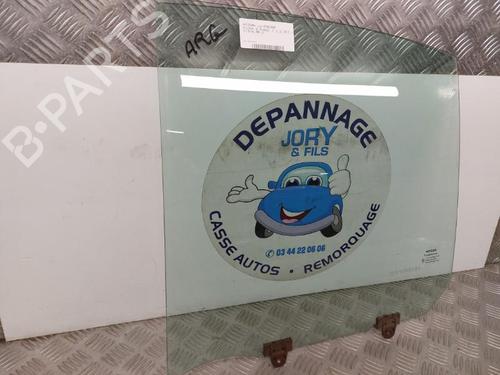 ARG
B-PARTS
DEPANNAGE
JORY
& FILS
03 44 22 06 06
CASSE AUTOS • REMORQUAGE